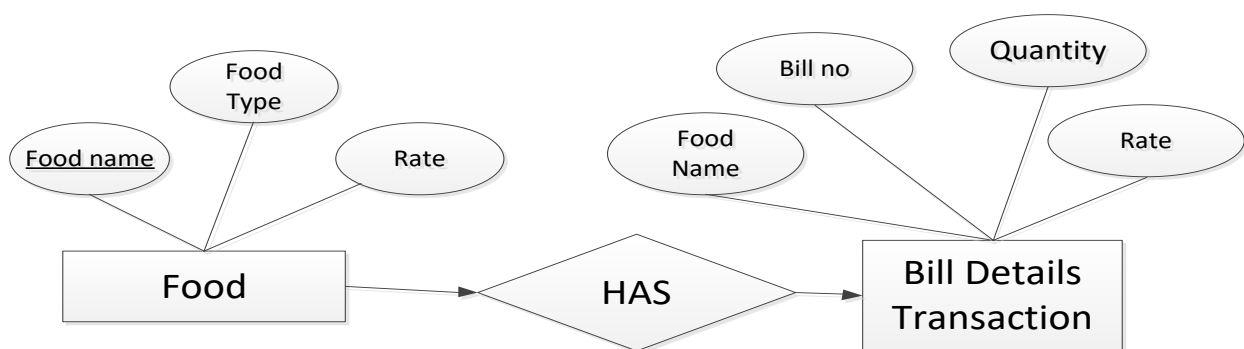 Food name
Food
Type
Rate
Food
Name
Bill no
Quantity
Rate
Food
HAS
Bill Details
Transaction